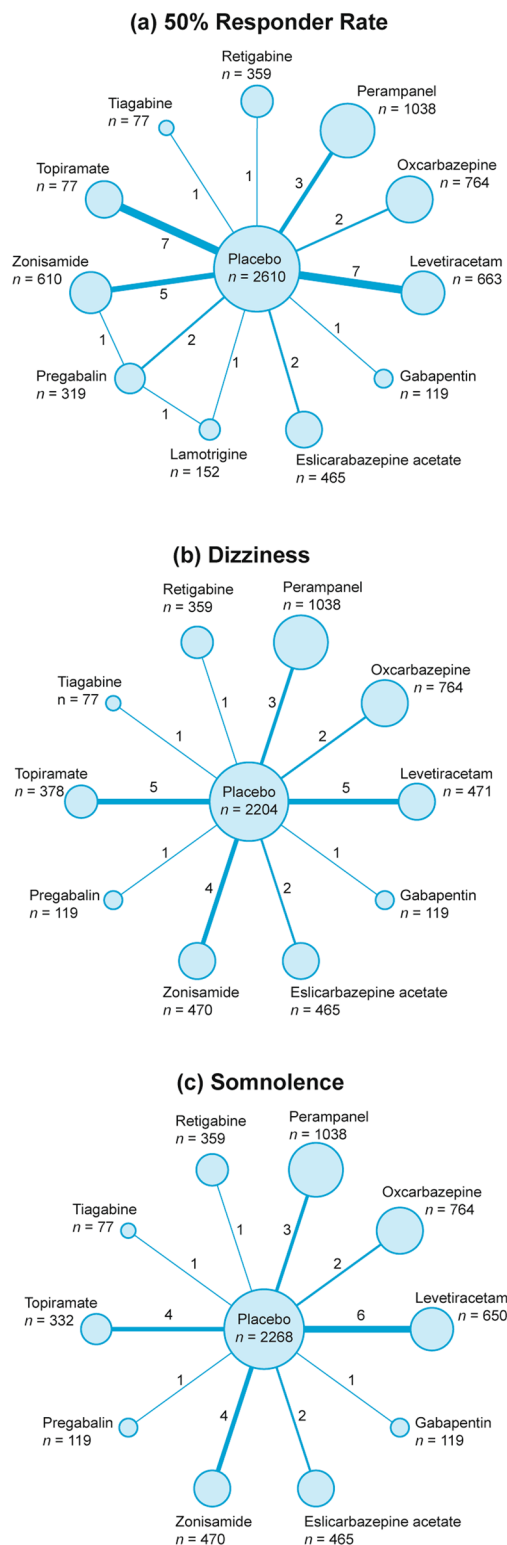 (a) 50% Responder Rate
Retigabine
n = 359
Perampanel
n = 1038
Tiagabine
n = 77
Oxcarbazepine
n = 764
Topiramate
n = 77
1
1
3
2
7
Placebo
n = 2610
Zonisamide
n = 610
Levetiracetam
n = 663
7
5
1
2
1
2
1
Pregabalin
n = 319
Gabapentin
n = 119
1
Lamotrigine
n = 152
Eslicarabazepine acetate
n = 465
(b) Dizziness
Retigabine
n = 359
Perampanel
n = 1038
Tiagabine
n = 77
Oxcarbazepine
n = 764
1
3
1
2
Topiramate
n = 378
5
Placebo
n = 2204
5
Levetiracetam
n = 471
1
1
Pregabalin
n = 119
4
2
Gabapentin
n = 119
Zonisamide
n = 470
Eslicarbazepine acetate
n = 465
(c) Somnolence
Retigabine
n = 359
Perampanel
n = 1038
Tiagabine
n = 77
Oxcarbazepine
n = 764
1
3
1
2
Topiramate
n = 332
4
Placebo
n = 2268
6
Levetiracetam
n = 650
1
1
Pregabalin
n = 119
4
2
Gabapentin
n = 119
Zonisamide
n = 470
Eslicarbazepine acetate
n = 465